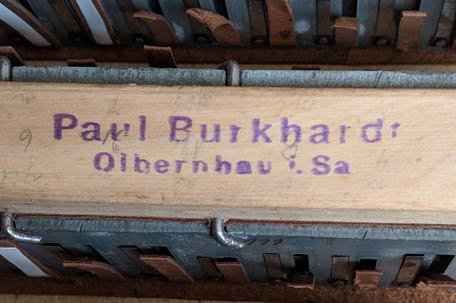 Paul Burkhardt
Olbernhau i. Sa